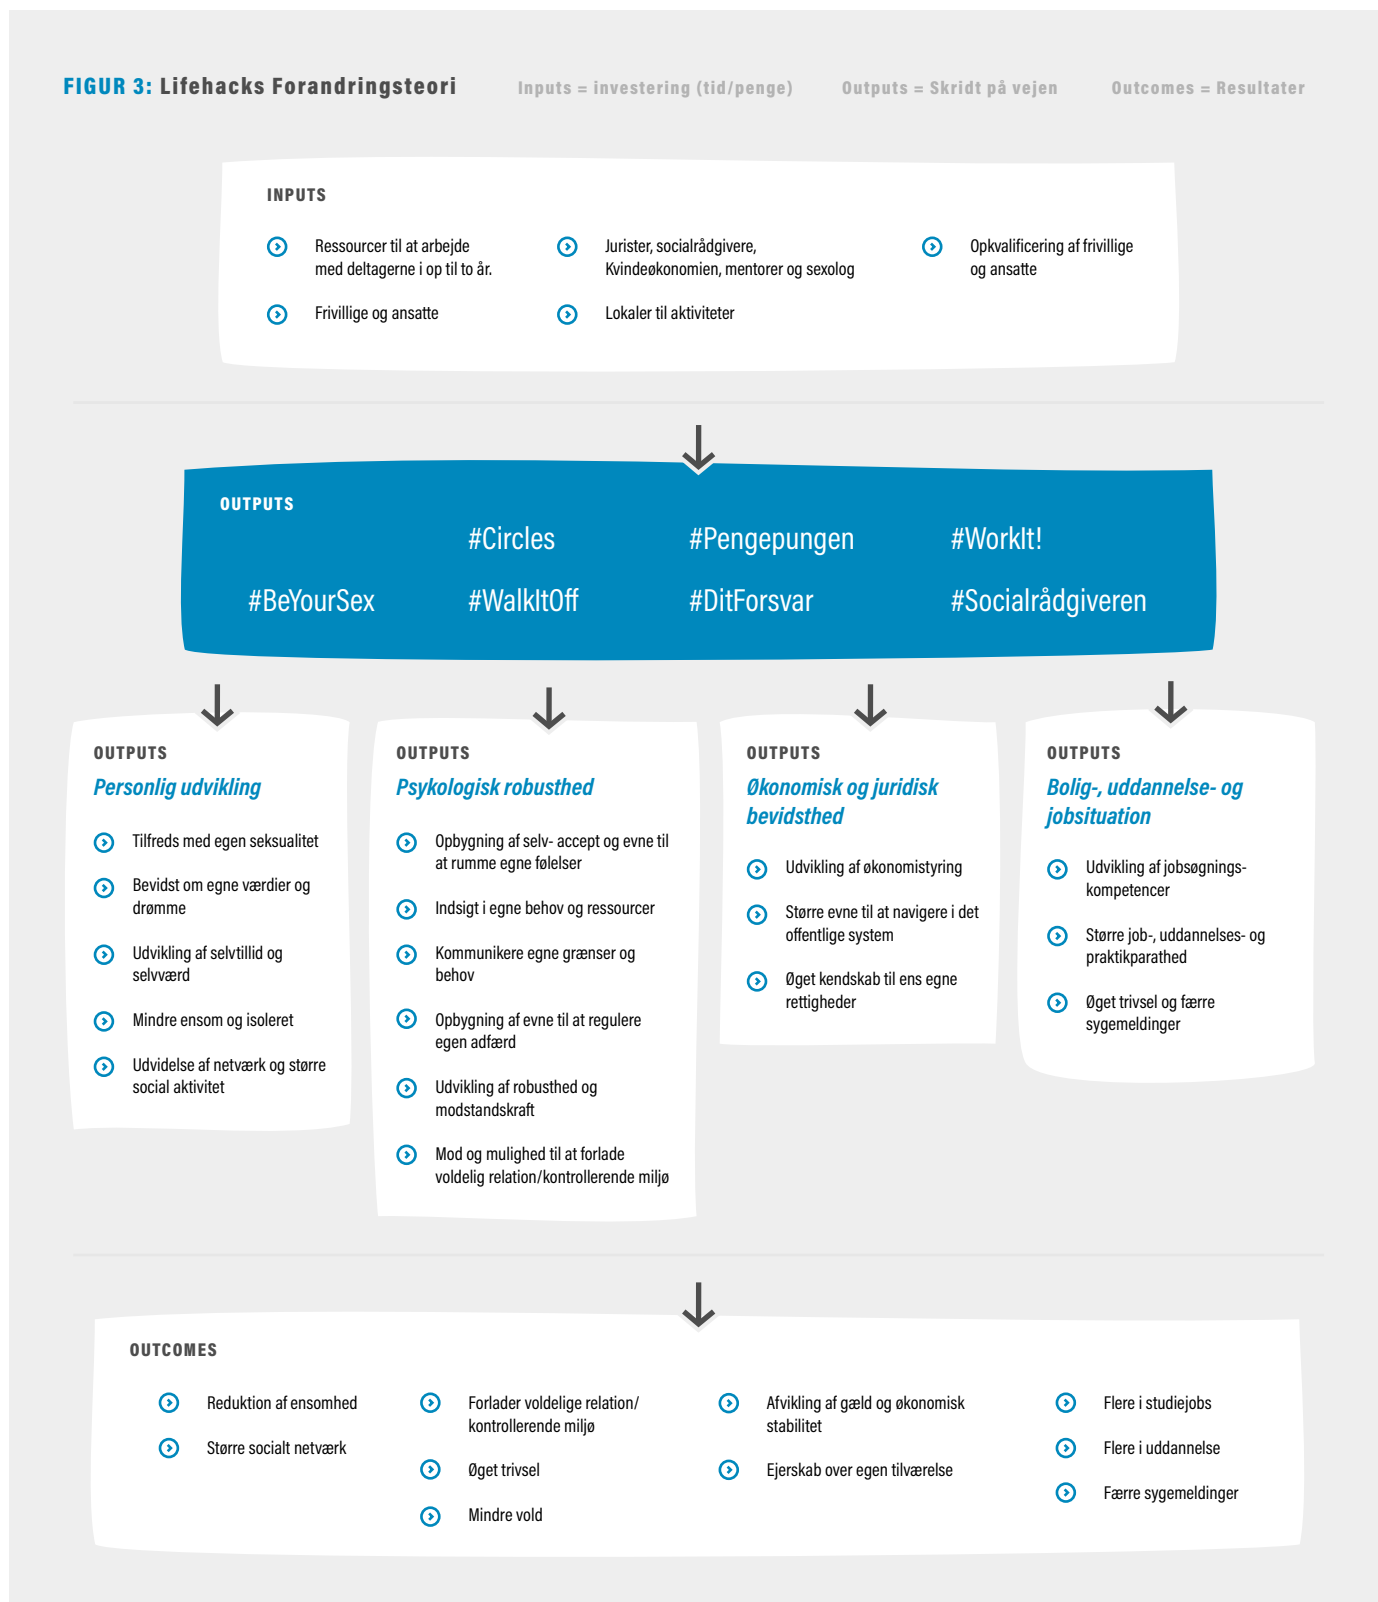 FIGUR 3: Lifehacks Forandringsteori
Inputs = investering (tid/penge)
Outputs = Skridt på vejen
Outcomes = Resultater
INPUTS
Ressourcer til at arbejde
med deltagerne i op til to år.
Frivillige og ansatte
Jurister, socialrådgivere,
Kvindeøkonomien, mentorer og sexolog
Lokaler til aktiviteter
Opkvalificering af frivillige
og ansatte
OUTPUTS
#Circles
#Pengepungen
#WorkIt!
#BeYourSex
#WalkItOff
#DitForsvar
#Socialrådgiveren
OUTPUTS
Personlig udvikling
Tilfreds med egen seksualitet
Bevidst om egne værdier og
drømme
Udvikling af selvtillid og
selvværd
Mindre ensom og isoleret
Udvidelse af netværk og større
social aktivitet
OUTPUTS
Psykologisk robusthed
Opbygning af selv- accept og evne til
at rumme egne følelser
Indsigt i egne behov og ressourcer
Kommunikere egne grænser og
behov
Opbygning af evne til at regulere
egen adfærd
Udvikling af robusthed og
modstandskraft
Mod og mulighed til at forlade
voldelig relation/kontrollerende miljø
OUTPUTS
Økonomisk og juridisk
bevidsthed
Udvikling af økonomistyring
Større evne til at navigere i det
offentlige system
Øget kendskab til ens egne
rettigheder
OUTPUTS
Bolig-, uddannelse- og
jobsituation
Udvikling af jobsøgnings-
kompetencer
Større job-, uddannelses- og
praktikparathed
Øget trivsel og færre
sygemeldinger
OUTCOMES
Reduktion af ensomhed
Større socialt netværk
Forlader voldelige relation/
kontrollerende miljø
Øget trivsel
Mindre vold
Afvikling af gæld og økonomisk
stabilitet
Ejerskab over egen tilværelse
Flere i studiejobs
Flere i uddannelse
Færre sygemeldinger